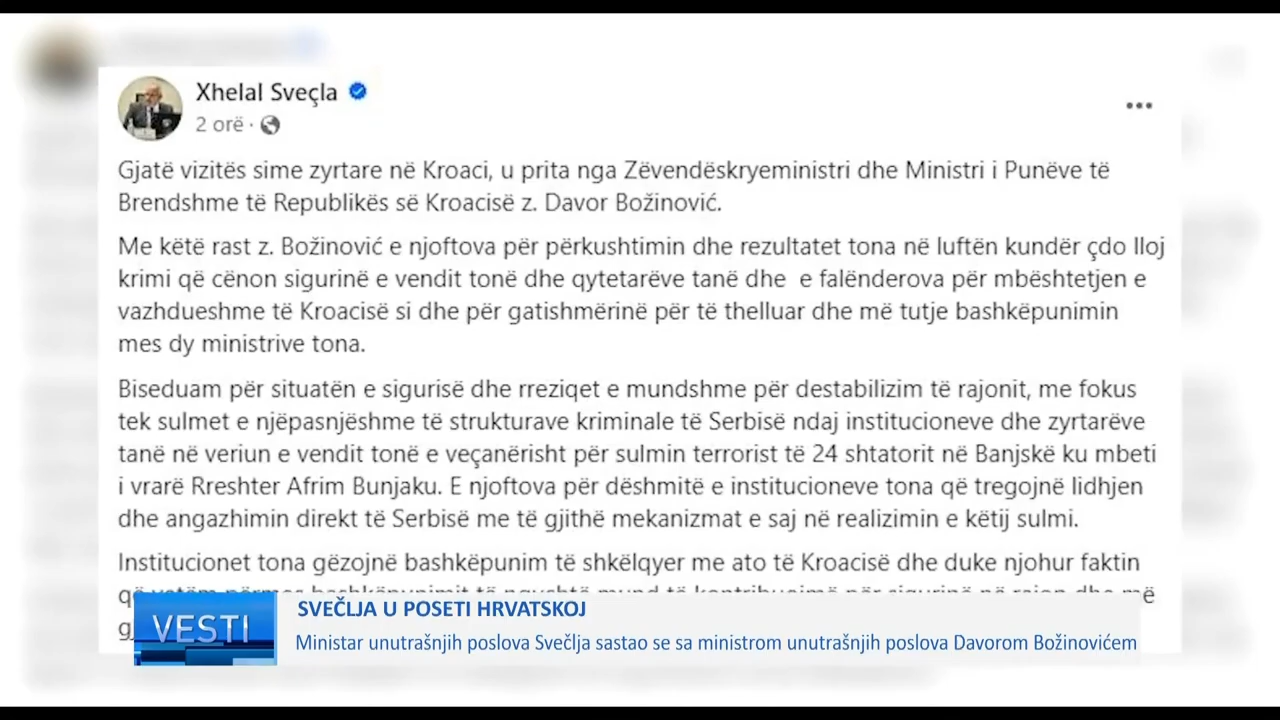 Xhelal Sveçla
2 orë ·
Gjatë vizitës sime zyrtare në Kroaci, u prita nga Zëvendëskryeministri dhe Ministri i Punëve të
Brendshme të Republikës së Kroacisë z. Davor Božinović.
Me këtë rast z. Božinović e njoftova për përkushtimin dhe rezultatet tona në luftën kundër çdo lloj
krimi që cënon sigurinë e vendit tonë dhe qytetarëve tanë dhe e falënderova për mbështetjen e
vazhdueshme të Kroacisë si dhe për gatishmërinë për të thelluar dhe më tutje bashkëpunimin
mes dy ministrive tona.
Biseduam për situatën e sigurisë dhe rreziqet e mundshme për destabilizim të rajonit, me fokus
tek sulmet e njëpasnjëshme të strukturave kriminale të Serbisë ndaj institucioneve dhe zyrtarëve
tanë në veriun e vendit tonë e veçanërisht për sulmin terrorist të 24 shtatorit në Banjskë ku mbeti
i vrarë Rreshter Afrim Bunjaku. E njoftova për dëshmitë e institucioneve tona që tregojnë lidhjen
dhe angazhimin direkt të Serbisë me të gjithë mekanizmat e saj në realizimin e këtij sulmi.
Institucionet tona gëzojnë bashkëpunim të shkëlqyer me ato të Kroacisë dhe duke njohur faktin
VESTI
SVEČLJA U POSETI HRVATSKOJ
Ministar unutrašnjih poslova Svečlja sastao se sa ministrom unutrašnjih poslova Davorom Božinovićem